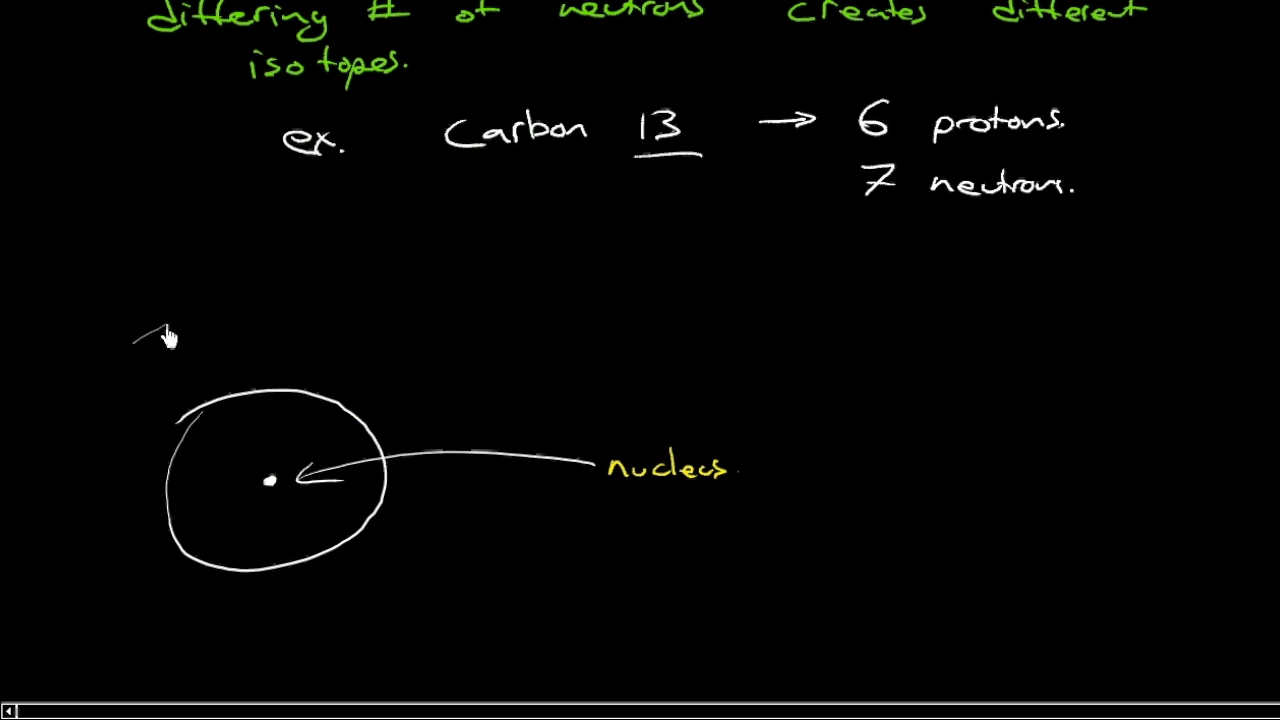 differing # of neutrons creates different
isotopes.
ex. Carbon 13 → 6 protons.
7 neutrons.
nucleus